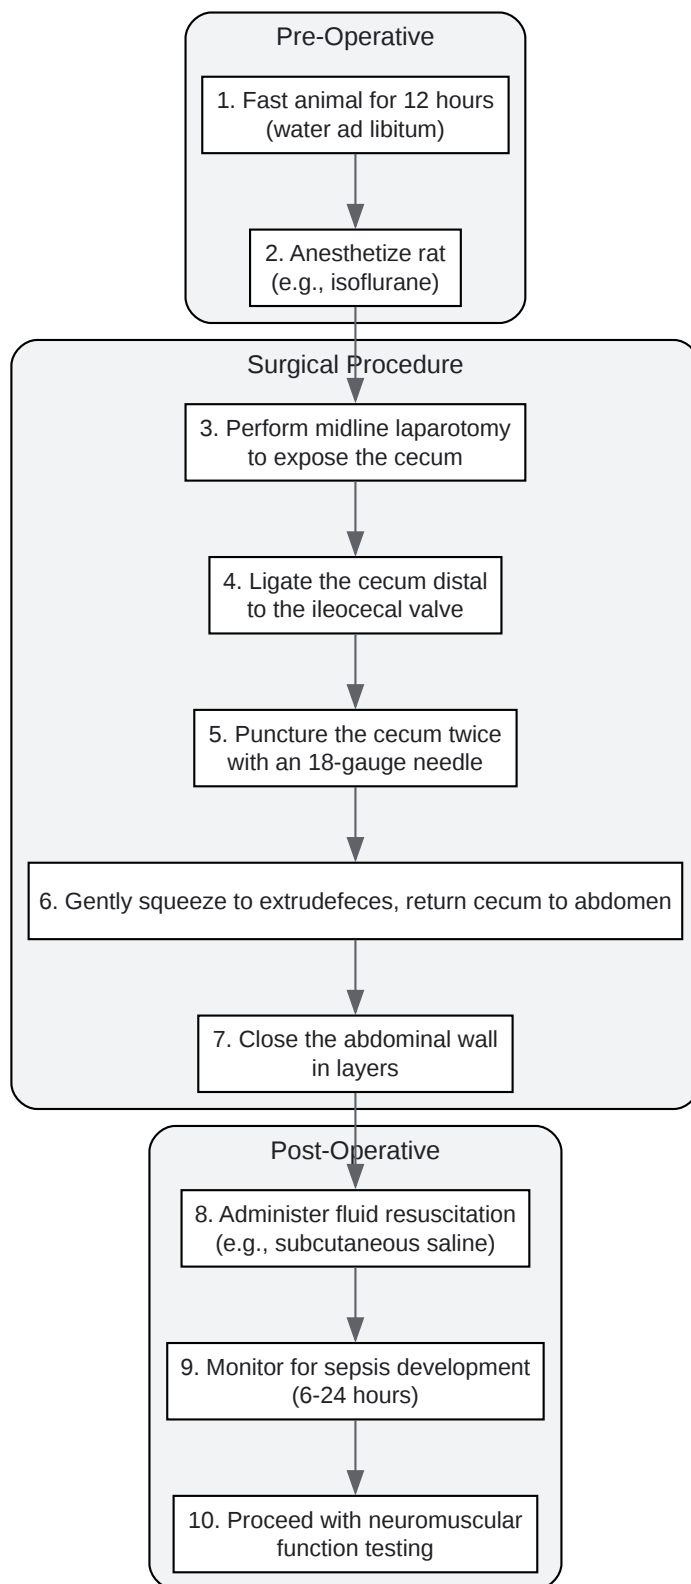 Pre-Operative
1. Fast animal for 12 hours
(water ad libitum)
2. Anesthetize rat
(e.g., isoflurane)
Surgical Procedure
3. Perform midline laparotomy
to expose the cecum
4. Ligate the cecum distal
to the ileocecal valve
5. Puncture the cecum twice
with an 18-gauge needle
6. Gently squeeze to extrudefeces, return cecum to abdomen
7. Close the abdominal wall
in layers
Post-Operative
8. Administer fluid resuscitation
(e.g., subcutaneous saline)
9. Monitor for sepsis development
(6-24 hours)
10. Proceed with neuromuscular
function testing